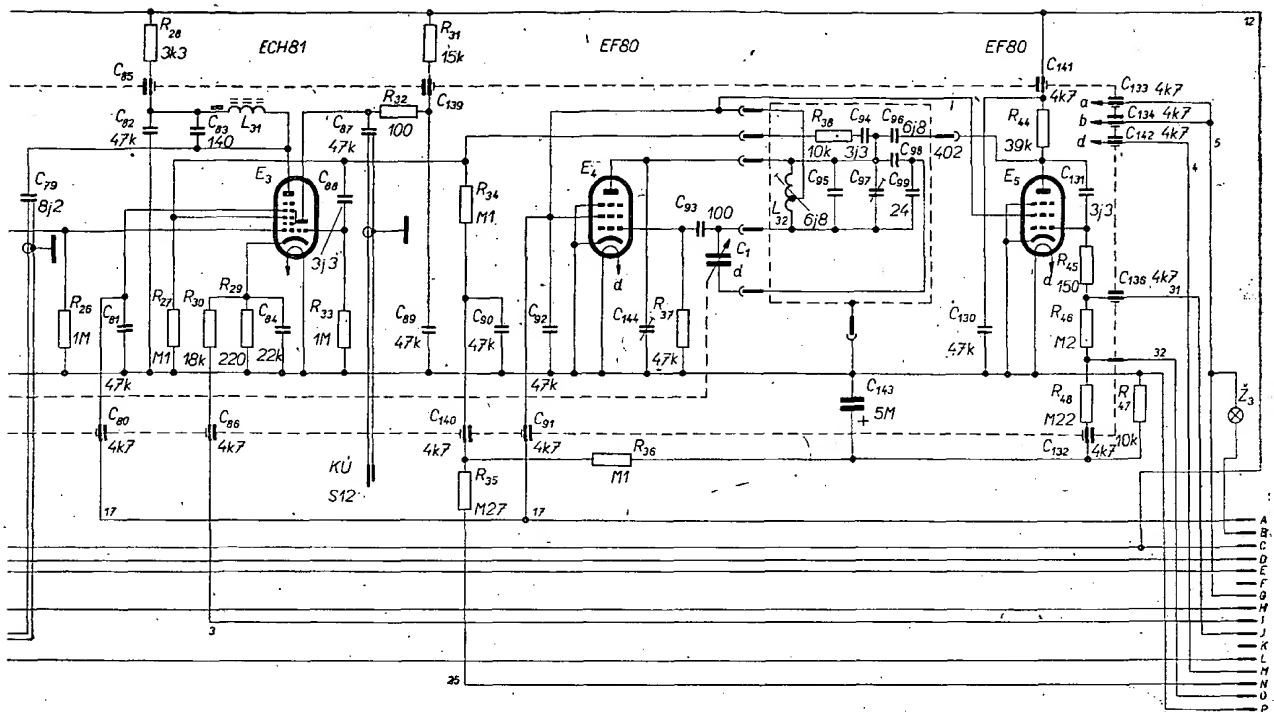 R28
3k3
ECH81
R31
15k
EF80
EF80
12
C85
C82
47k
C83
140
L31
C87
47k
R32
100
C139
R38
10k
C94
3j3
C96
6j8
C98
402
C141
4k7
R44
39k
C133 4k7
a
C134 4k7
b
C142 4k7
d
5
4
C79
8j2
E3
C88
3j3
R34
M1
E4
d
C93
100
C1
d
L32
6j8
C95
C97
C99
24
E5
d
C131
3j3
R45
150
C136 4k7
31
R26
1M
C81
47k
R27
M1
R30
18k
R29
220
C84
22k
R33
1M
C89
47k
C90
47k
C92
47k
C144
R37
47k
C130
47k
R46
M2
32
C143
5M
+
R48
M22
R47
10k
Ž3
C80
4k7
C86
4k7
C140
4k7
C91
4k7
C132
4k7
KÚ
S12
R35
M27
R36
M1
17
17
3
25
A
B
C
D
E
F
G
H
I
J
K
L
M
N
O
P